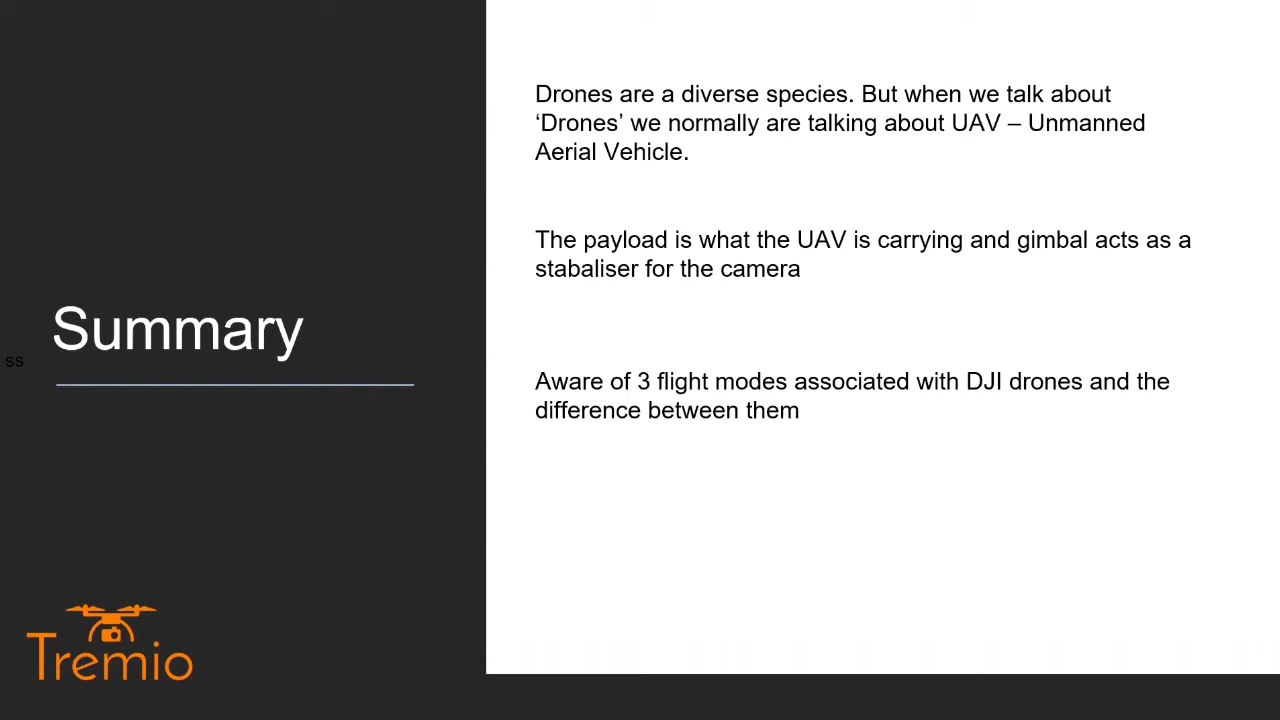 Drones are a diverse species. But when we talk about
‘Drones’ we normally are talking about UAV – Unmanned
Aerial Vehicle.
The payload is what the UAV is carrying and gimbal acts as a
stabaliser for the camera
Summary
ss
Aware of 3 flight modes associated with DJI drones and the
difference between them
Tremio